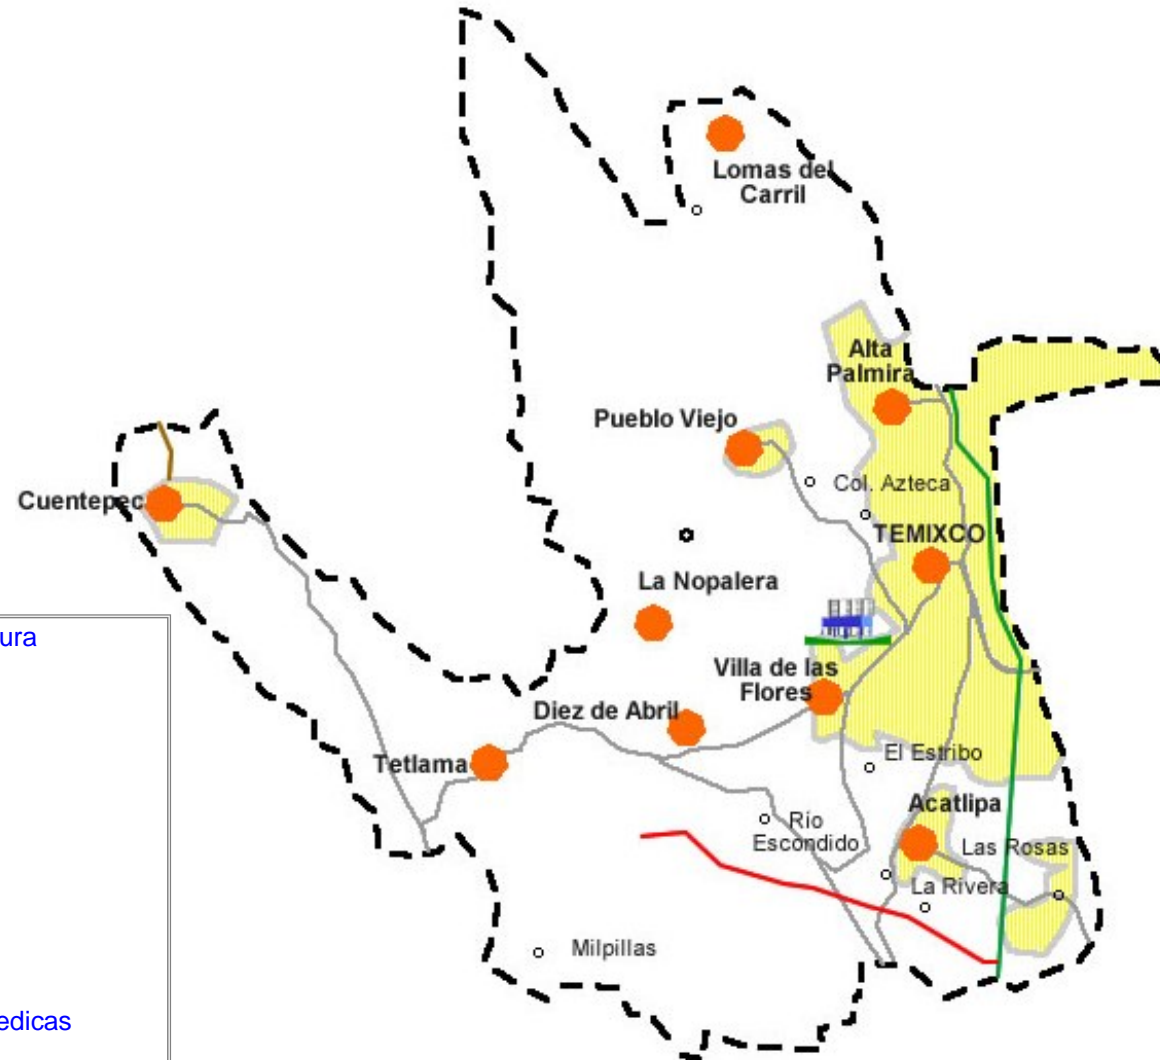 Lomas del
Carril
Alta
Palmira
Pueblo Viejo
Col. Azteca
Cuentepec
TEMIXCO
La Nopalera
ura
Villa de las
Flores
Diez de Abril
El Estribo
Tetlama
Acatlipa
Río
Escondido
Las Rosas
La Rivera
Milpillas
edicas